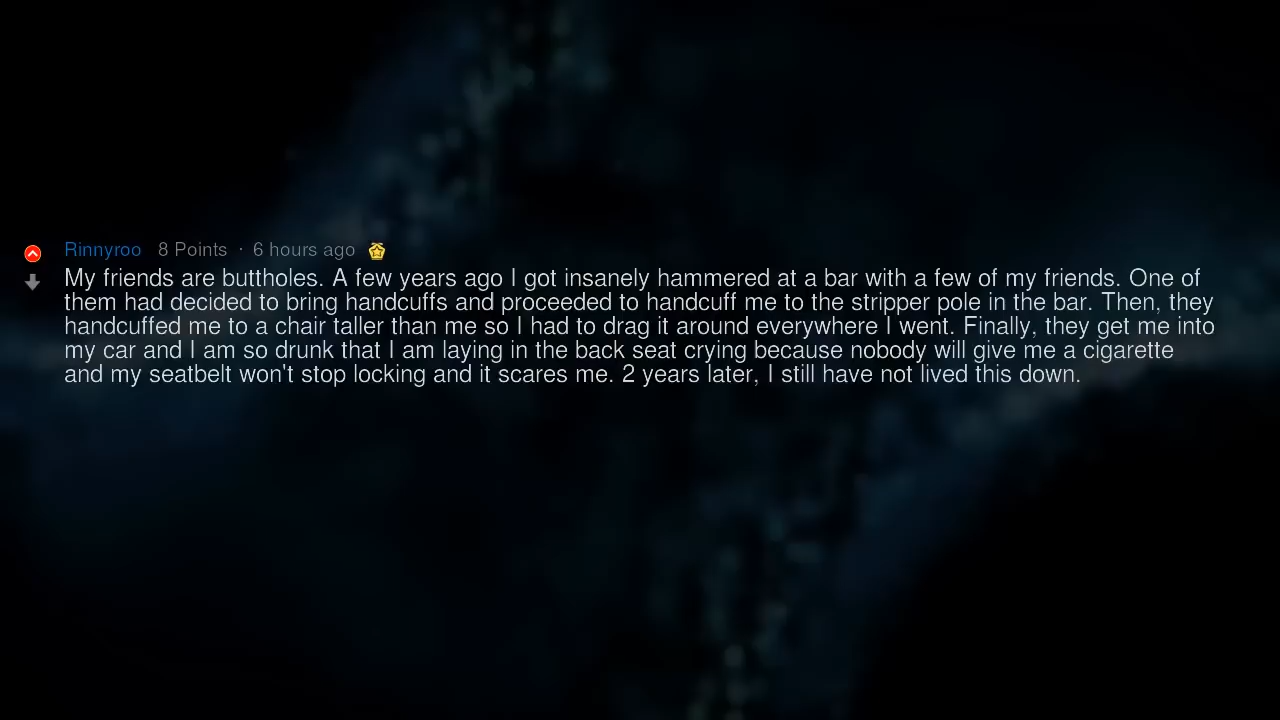 Rinnyroo 8 Points · 6 hours ago
My friends are buttholes. A few years ago I got insanely hammered at a bar with a few of my friends. One of
them had decided to bring handcuffs and proceeded to handcuff me to the stripper pole in the bar. Then, they
handcuffed me to a chair taller than me so I had to drag it around everywhere I went. Finally, they get me into
my car and I am so drunk that I am laying in the back seat crying because nobody will give me a cigarette
and my seatbelt won't stop locking and it scares me. 2 years later, I still have not lived this down.